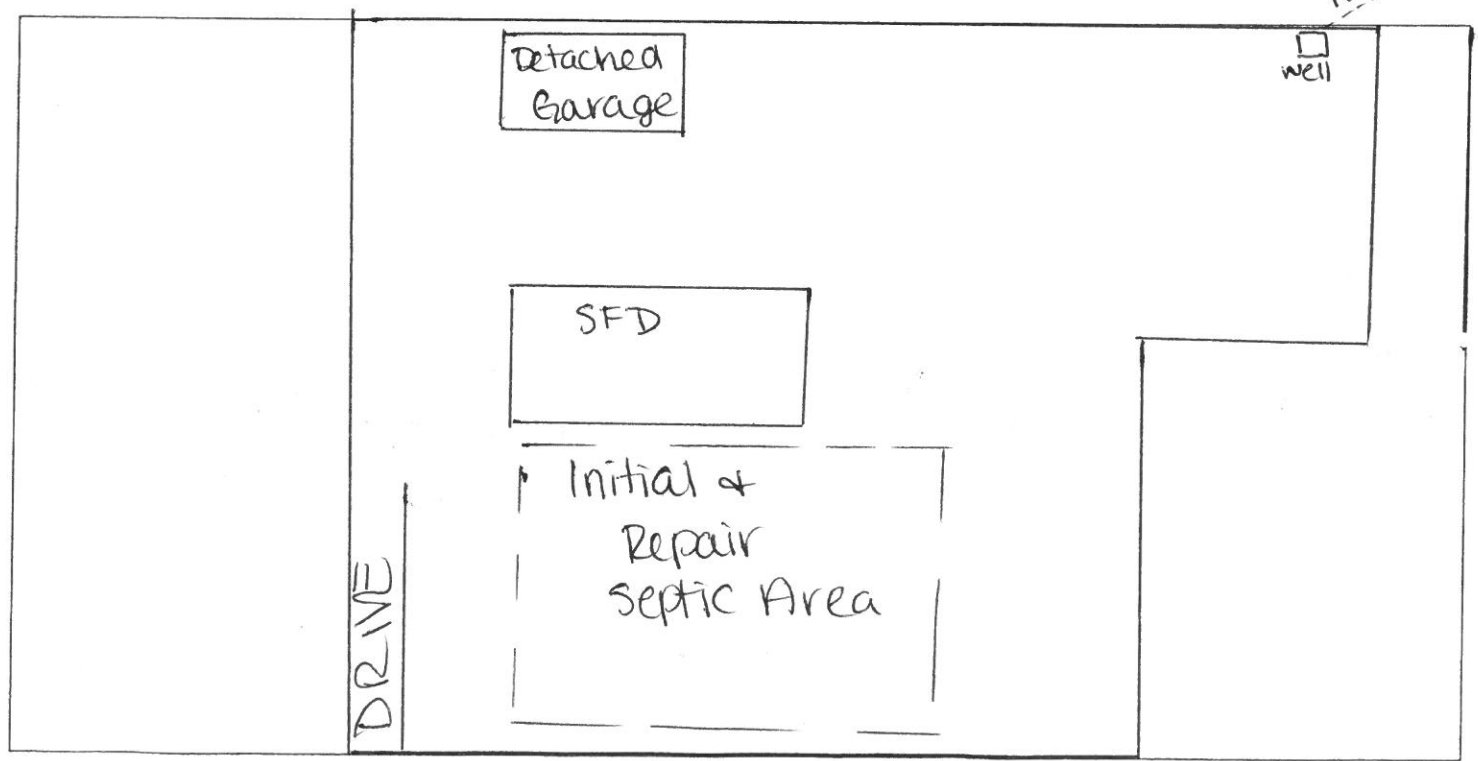 Detached
Garage
well
SFD
Initial &
Repair
Septic Area
DRIVE